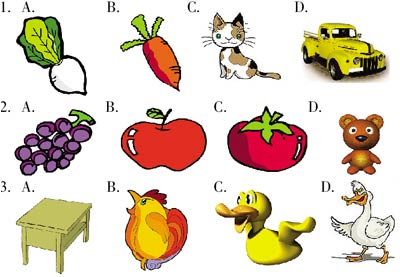 1. A. B. C. D.
2. A. B. C. D.
3. A. B. C. D.